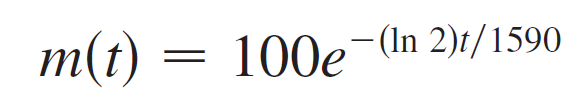 m(t) = 100e^{-(ln 2)t/1590}